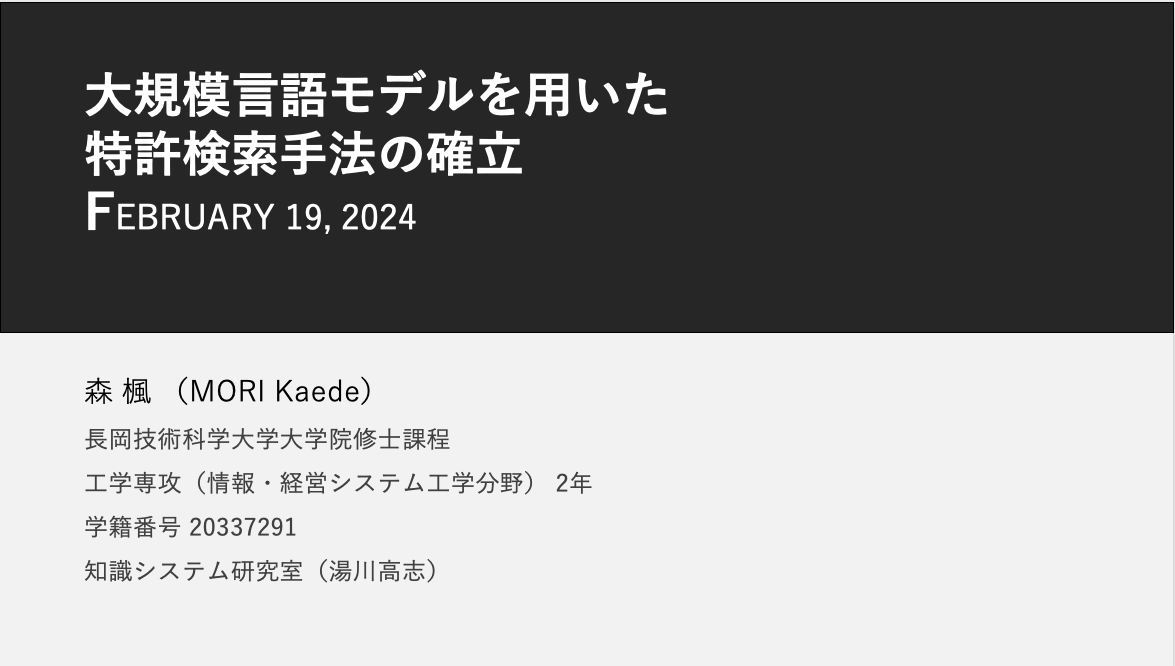 大規模言語モデルを用いた
特許検索手法の確立
FEBRUARY 19, 2024
森 楓 （MORI Kaede）
長岡技術科学大学大学院修士課程
工学専攻（情報・経営システム工学分野） 2年
学籍番号 20337291
知識システム研究室（湯川高志）